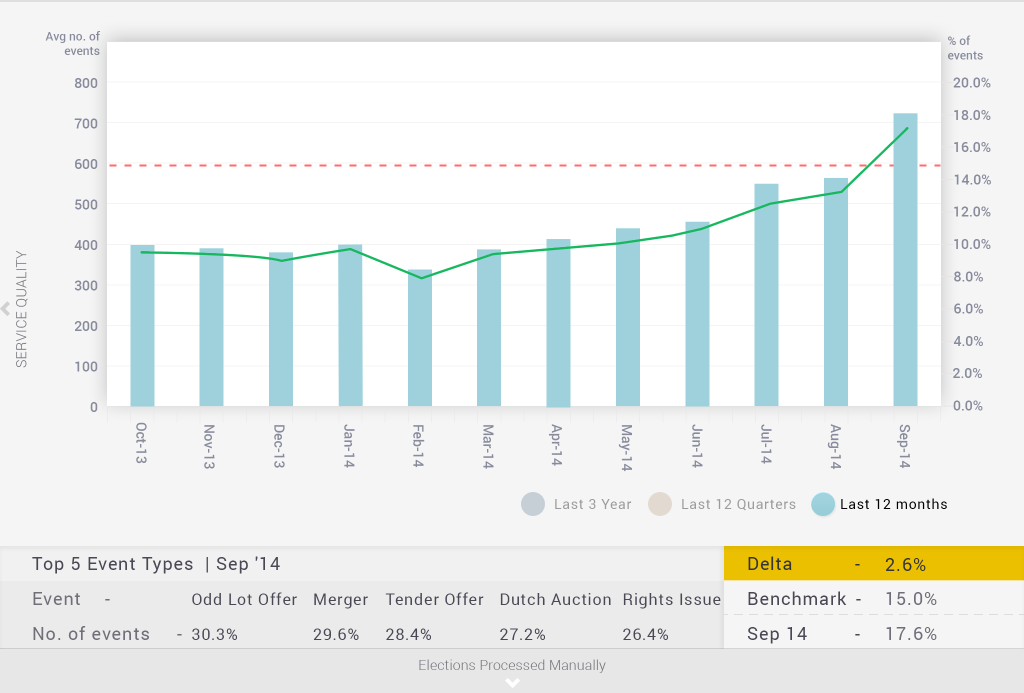 Avg no. of
events
% of
events
800
700
600
500
400
300
200
100
0
20.0%
18.0%
16.0%
14.0%
12.0%
10.0%
8.0%
6.0%
4.0%
2.0%
0.0%
SERVICE QUALITY
Oct-13
Nov-13
Dec-13
Jan-14
Feb-14
Mar-14
Apr-14
May-14
Jun-14
Jul-14
Aug-14
Sep-14
Last 3 Year
Last 12 Quarters
Last 12 months
Top 5 Event Types | Sep '14
Event - Odd Lot Offer Merger Tender Offer Dutch Auction Rights Issue
No. of events - 30.3% 29.6% 28.4% 27.2% 26.4%
Delta - 2.6%
Benchmark - 15.0%
Sep 14 - 17.6%
Elections Processed Manually